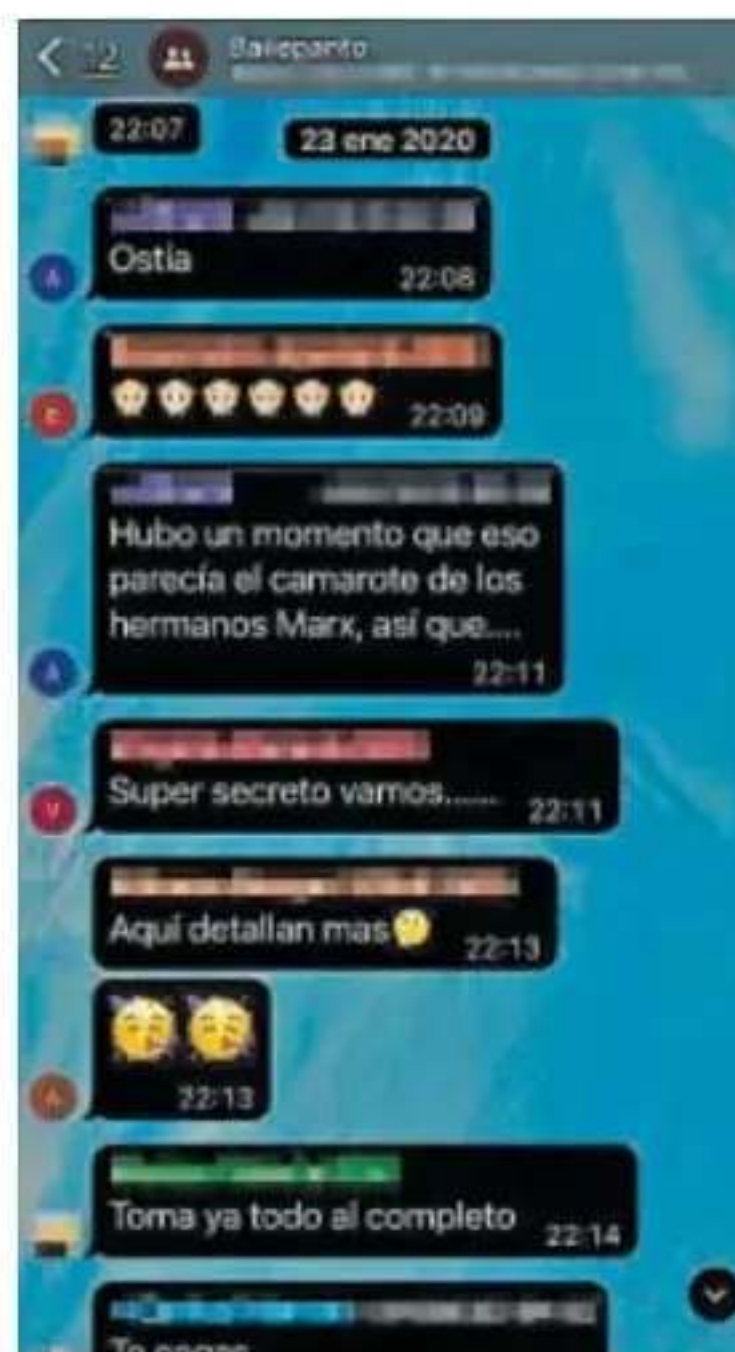 12
22:07
23 ene 2020
Ostia
22:08
22:09
Hubo un momento que eso
parecía el camarote de los
hermanos Marx, así que....
22:11
Super secreto vamos......
22:11
Aquí detallan mas
22:13
22:13
Toma ya todo al completo
22:14